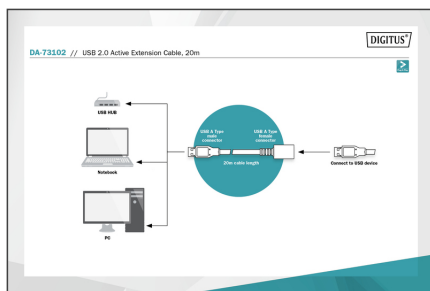 DIGITUS®
DA-73102 // USB 2.0 Active Extension Cable, 20m
USB HUB
USB A Type
male
connector
USB A Type
female
connector
20m cable length
Notebook
Connect to USB device
PC